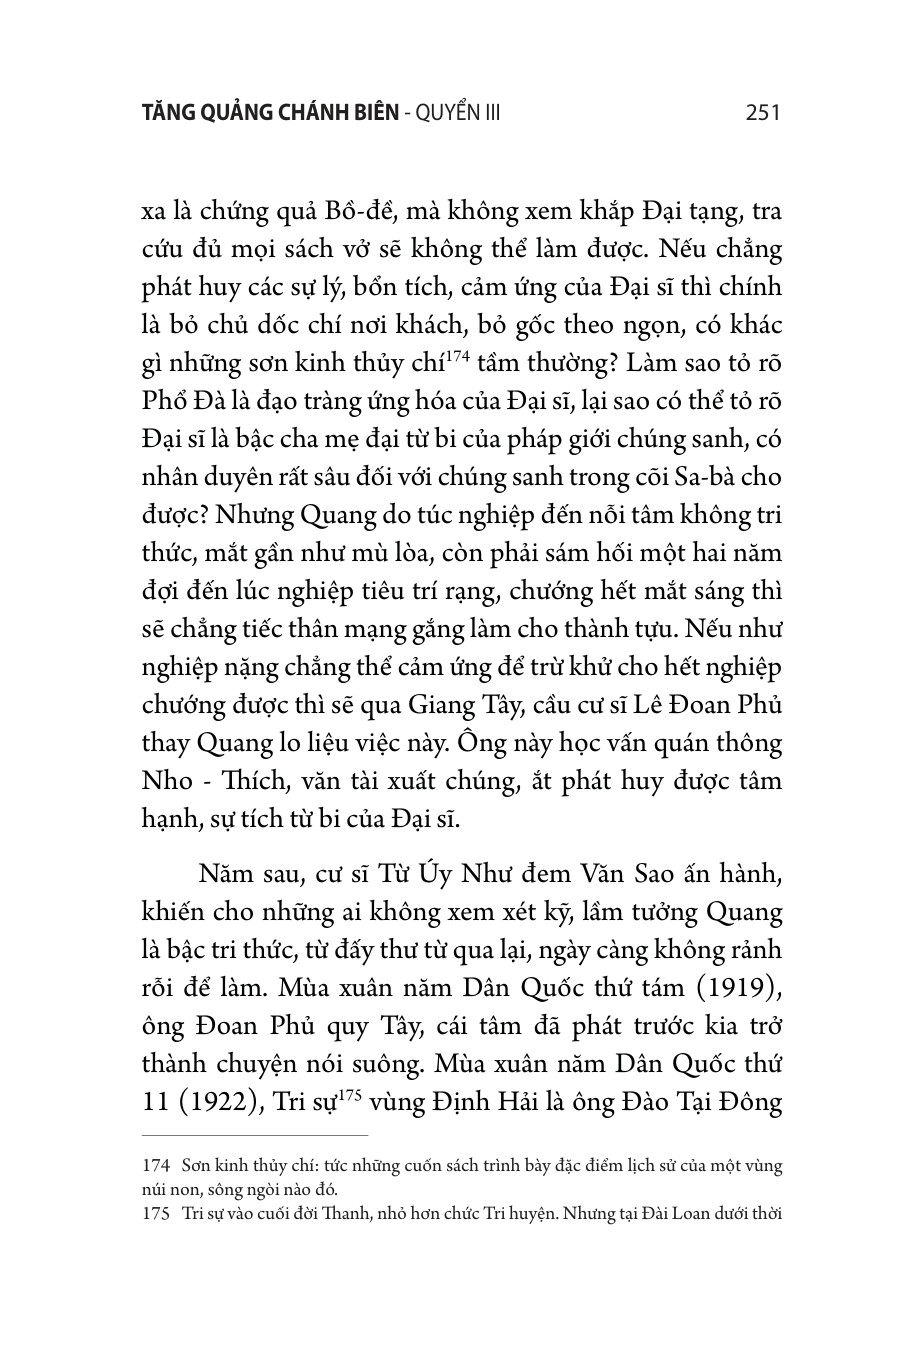 TĂNG QUẢNG CHÁNH BIÊN - QUYỂN III 251
xa là chứng quả Bồ-đề, mà không xem khắp Đại tạng, tra
cứu đủ mọi sách vở sẽ không thể làm được. Nếu chẳng
phát huy các sự lý, bổn tích, cảm ứng của Đại sĩ thì chính
là bỏ chủ dốc chí nơi khách, bỏ gốc theo ngọn, có khác
gì những sơn kinh thủy chí174 tầm thường? Làm sao tỏ rõ
Phổ Đà là đạo tràng ứng hóa của Đại sĩ, lại sao có thể tỏ rõ
Đại sĩ là bậc cha mẹ đại từ bi của pháp giới chúng sanh, có
nhân duyên rất sâu đối với chúng sanh trong cõi Sa-bà cho
được? Nhưng Quang do túc nghiệp đến nỗi tâm không tri
thức, mắt gần như mù lòa, còn phải sám hối một hai năm
đợi đến lúc nghiệp tiêu trí rạng, chướng hết mắt sáng thì
sẽ chẳng tiếc thân mạng gắng làm cho thành tựu. Nếu như
nghiệp nặng chẳng thể cảm ứng để trừ khử cho hết nghiệp
chướng được thì sẽ qua Giang Tây, cầu cư sĩ Lê Đoan Phủ
thay Quang lo liệu việc này. Ông này học vấn quán thông
Nho - Thích, văn tài xuất chúng, ắt phát huy được tâm
hạnh, sự tích từ bi của Đại sĩ.
Năm sau, cư sĩ Từ Úy Như đem Văn Sao ấn hành,
khiến cho những ai không xem xét kỹ, lầm tưởng Quang
là bậc tri thức, từ đấy thư từ qua lại, ngày càng không rảnh
rỗi để làm. Mùa xuân năm Dân Quốc thứ tám (1919),
ông Đoan Phủ quy Tây, cái tâm đã phát trước kia trở
thành chuyện nói suông. Mùa xuân năm Dân Quốc thứ
11 (1922), Tri sự175 vùng Định Hải là ông Đào Tại Đông
174 Sơn kinh thủy chí: tức những cuốn sách trình bày đặc điểm lịch sử của một vùng
núi non, sông ngòi nào đó.
175 Tri sự vào cuối đời Thanh, nhỏ hơn chức Tri huyện. Nhưng tại Đài Loan dưới thời